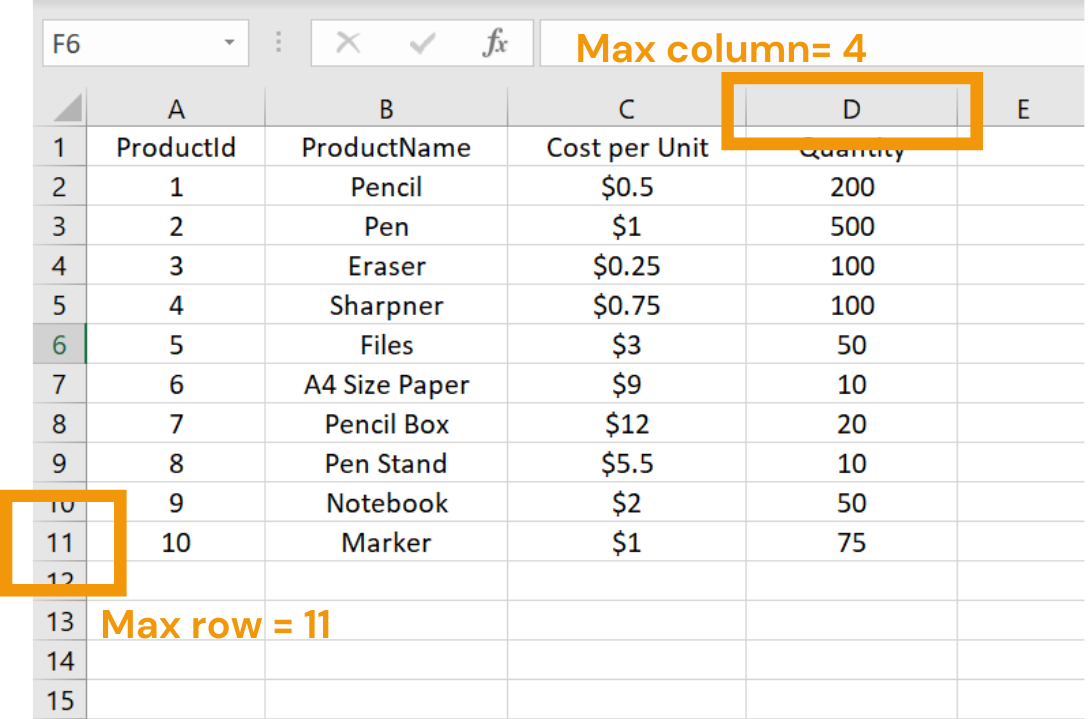 F6 fx Max column= 4
A B C D E
1 ProductId ProductName Cost per Unit Quantity
2 1 Pencil $0.5 200
3 2 Pen $1 500
4 3 Eraser $0.25 100
5 4 Sharpner $0.75 100
6 5 Files $3 50
7 6 A4 Size Paper $9 10
8 7 Pencil Box $12 20
9 8 Pen Stand $5.5 10
10 9 Notebook $2 50
11 10 Marker $1 75
12
13 Max row = 11
14
15